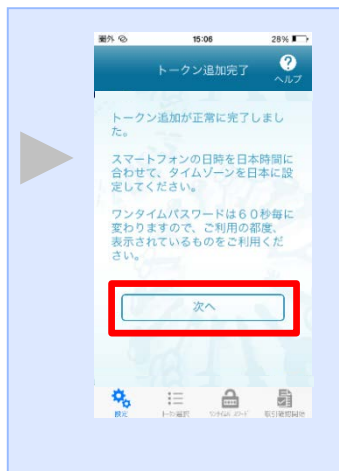 圏外
15:06
28%
トークン追加完了
?
ヘルプ
トークン追加が正常に完了しまし
た。
スマートフォンの日時を日本時間に
合わせて、タイムゾーンを日本に設
定してください。
ワンタイムパスワードは６０秒毎に
変わりますので、ご利用の都度、
表示されているものをご利用くだ
さい。
次へ
設定
トークン選択
ワンタイムパスワード
取引確認開始